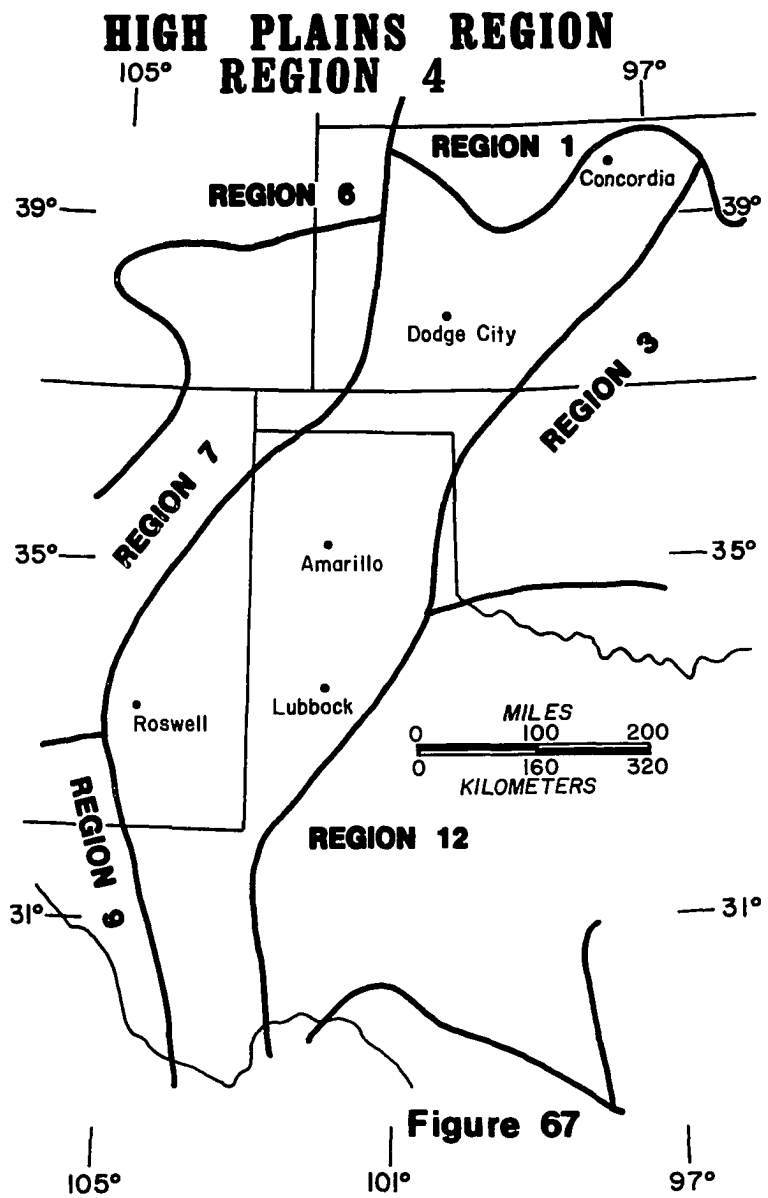 HIGH PLAINS REGION
REGION 4
105° 97°
REGION 1
Concordia
REGION 6
39° 39°
Dodge City
REGION 3
REGION 7
35° 35°
Amarillo
Roswell
Lubbock
MILES
0 100 200
0 160 320
KILOMETERS
REGION 9
REGION 12
31° 31°
Figure 67
105° 101° 97°